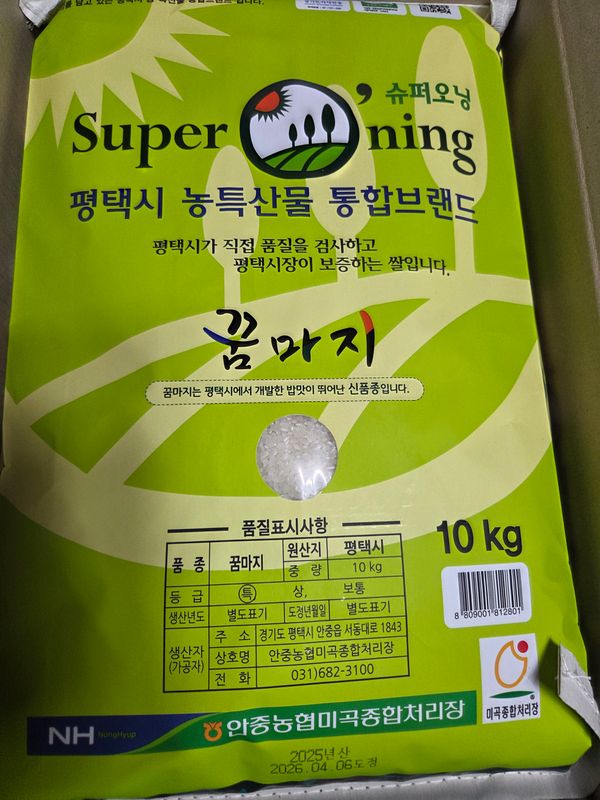 슈퍼오닝
Super O'ning
평택시 농특산물 통합브랜드
평택시가 직접 품질을 검사하고
평택시장이 보증하는 쌀입니다.
꿈마지
꿈마지는 평택시에서 개발한 밥맛이 뛰어난 신품종입니다.
품질표시사항
품 종 꿈마지 원산지 평택시
중 량 10 kg
등 급 특, 상, 보통
생산년도 별도표기 도정년월일 별도표기
생산자 (가공자) 주 소 경기도 평택시 안중읍 서동대로 1843
상호명 안중농협미곡종합처리장
전 화 031)682-3100
10 kg
8 809001 812801
미곡종합처리장
NH NongHyup 안중농협미곡종합처리장
2025년산
2026.04.06도정